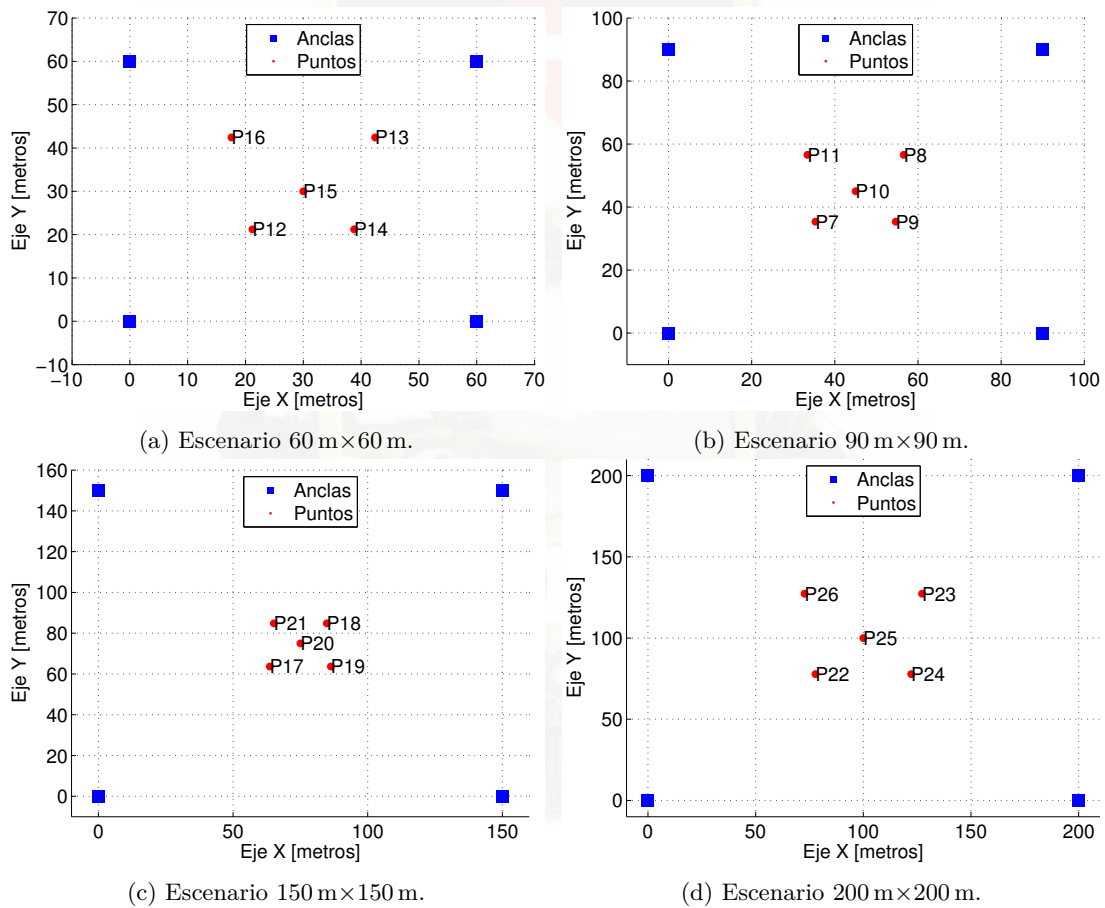 70
60
50
40
30
20
10
0
−10
−10 0 10 20 30 40 50 60 70
Eje X [metros]
Eje Y [metros]
Anclas
Puntos
P16
P13
P15
P12
P14
(a) Escenario 60 m×60 m.
100
80
60
40
20
0
0 20 40 60 80 100
Eje X [metros]
Eje Y [metros]
Anclas
Puntos
P11
P8
P10
P7
P9
(b) Escenario 90 m×90 m.
160
140
120
100
80
60
40
20
0
0 50 100 150
Eje X [metros]
Eje Y [metros]
Anclas
Puntos
P21
P18
P20
P17
P19
(c) Escenario 150 m×150 m.
200
150
100
50
0
0 50 100 150 200
Eje X [metros]
Eje Y [metros]
Anclas
Puntos
P26
P23
P25
P22
P24
(d) Escenario 200 m×200 m.